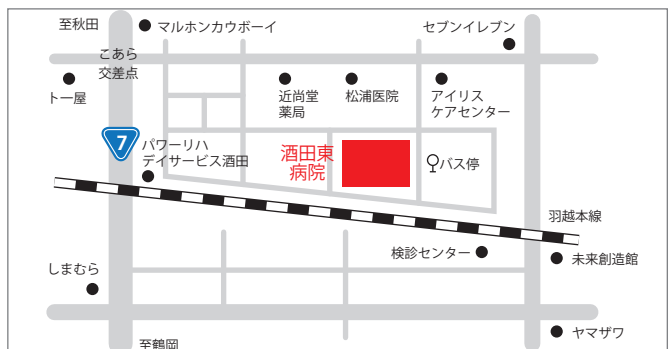 至秋田
マルホンカウボーイ
セブンイレブン
こあら
交差点
ト一屋
近尚堂
薬局
松浦医院
アイリス
ケアセンター
7
パワーリハ
デイサービス酒田
酒田東
病院
バス停
羽越本線
検診センター
未来創造館
しまむら
ヤマザワ
至鶴岡